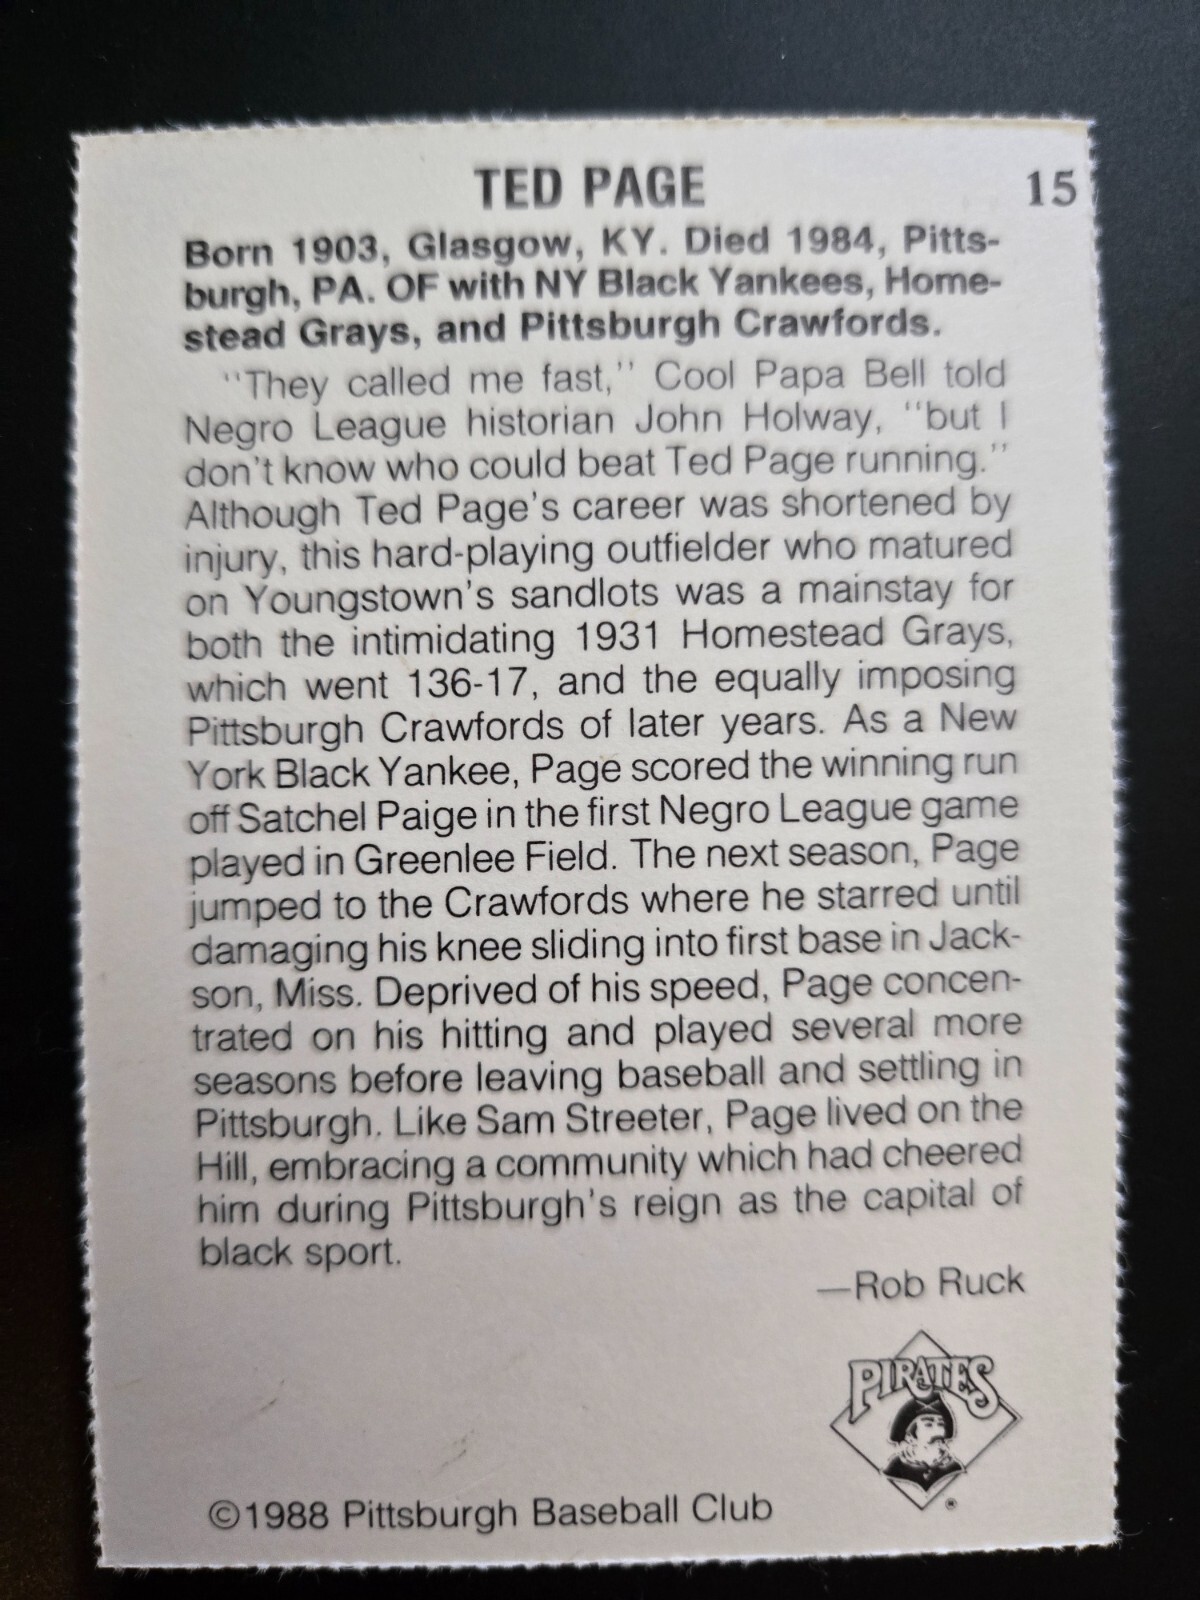 TED PAGE
15
Born 1903, Glasgow, KY. Died 1984, Pitts-
burgh, PA. OF with NY Black Yankees, Home-
stead Grays, and Pittsburgh Crawfords.
''They called me fast,'' Cool Papa Bell told
Negro League historian John Holway, ''but I
don't know who could beat Ted Page running.''
Although Ted Page's career was shortened by
injury, this hard-playing outfielder who matured
on Youngstown's sandlots was a mainstay for
both the intimidating 1931 Homestead Grays,
which went 136-17, and the equally imposing
Pittsburgh Crawfords of later years. As a New
York Black Yankee, Page scored the winning run
off Satchel Paige in the first Negro League game
played in Greenlee Field. The next season, Page
jumped to the Crawfords where he starred until
damaging his knee sliding into first base in Jack-
son, Miss. Deprived of his speed, Page concen-
trated on his hitting and played several more
seasons before leaving baseball and settling in
Pittsburgh. Like Sam Streeter, Page lived on the
Hill, embracing a community which had cheered
him during Pittsburgh's reign as the capital of
black sport.
—Rob Ruck
PIRATES
®
©1988 Pittsburgh Baseball Club